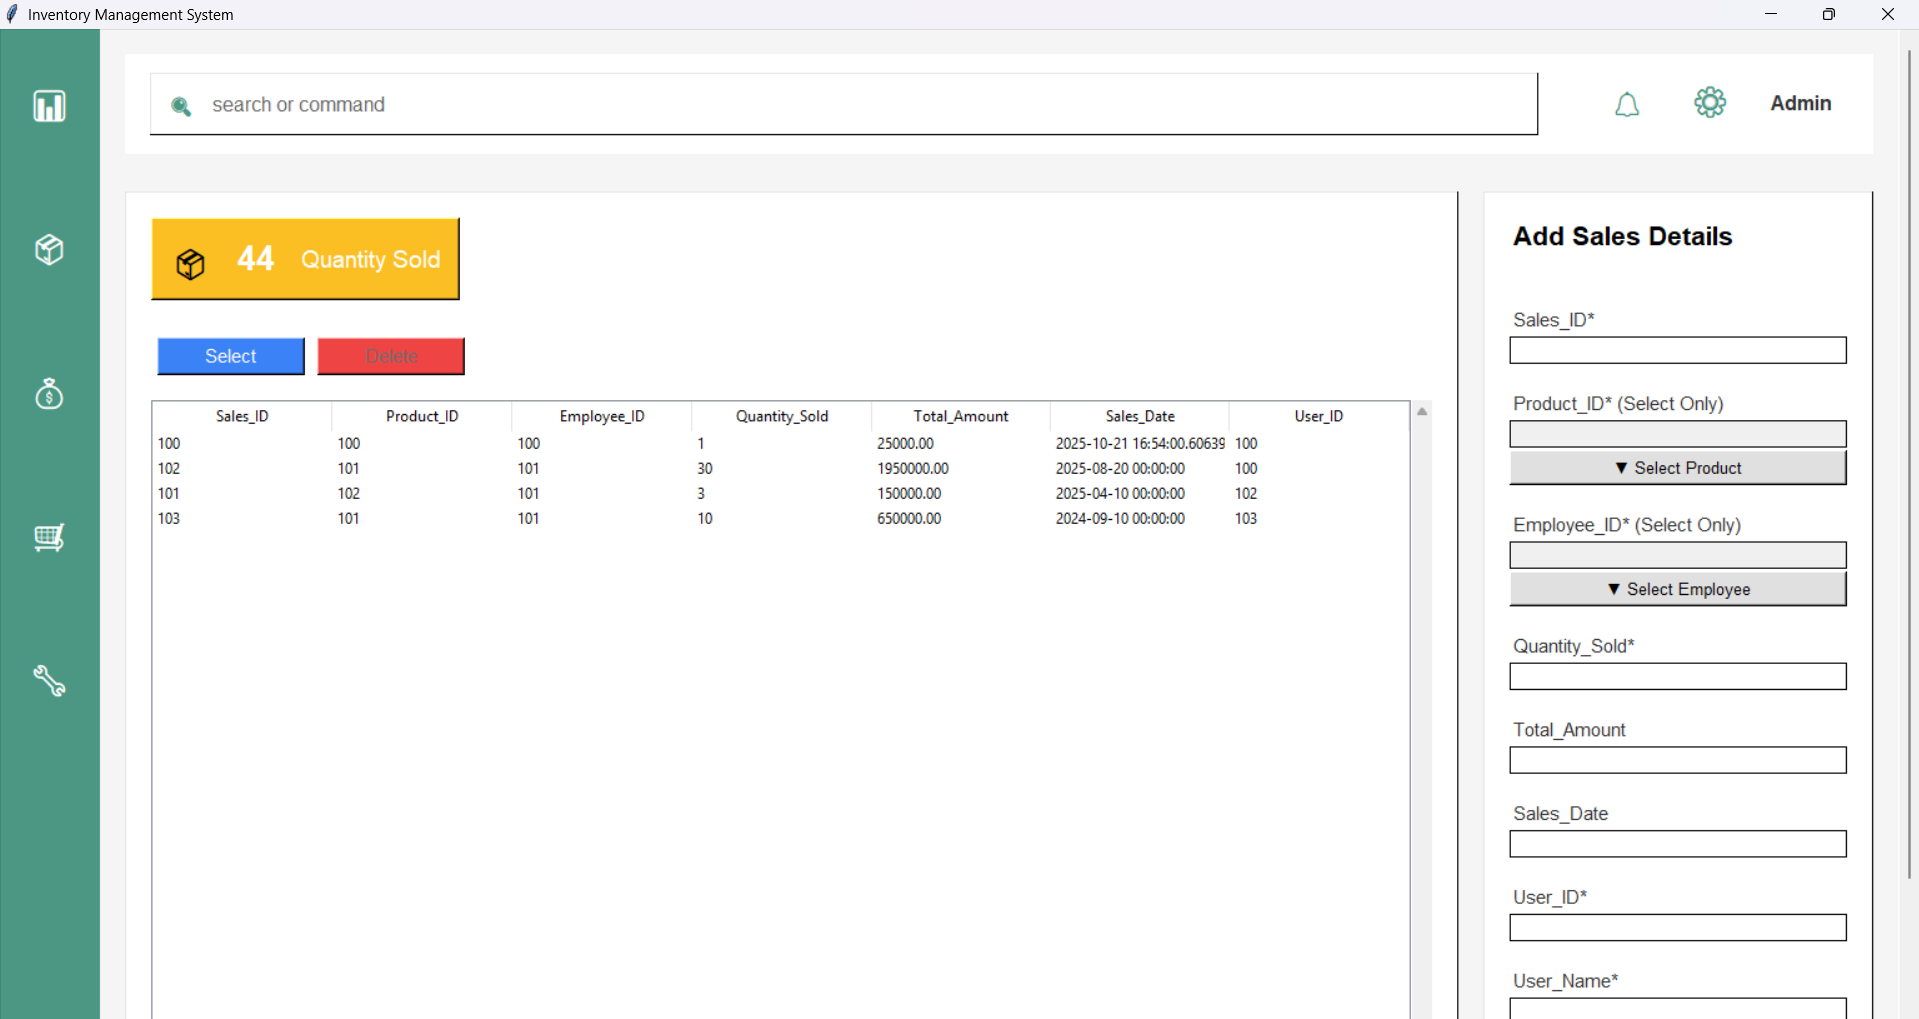 Inventory Management System
search or command
Admin
44 Quantity Sold
Select Delete
Sales_ID Product_ID Employee_ID Quantity_Sold Total_Amount Sales_Date User_ID
100 100 100 1 25000.00 2025-10-21 16:54:00.60639 100
102 101 101 30 1950000.00 2025-08-20 00:00:00 100
101 102 101 3 150000.00 2025-04-10 00:00:00 102
103 101 101 10 650000.00 2024-09-10 00:00:00 103
Add Sales Details
Sales_ID*
Product_ID* (Select Only)
▼ Select Product
Employee_ID* (Select Only)
▼ Select Employee
Quantity_Sold*
Total_Amount
Sales_Date
User_ID*
User_Name*